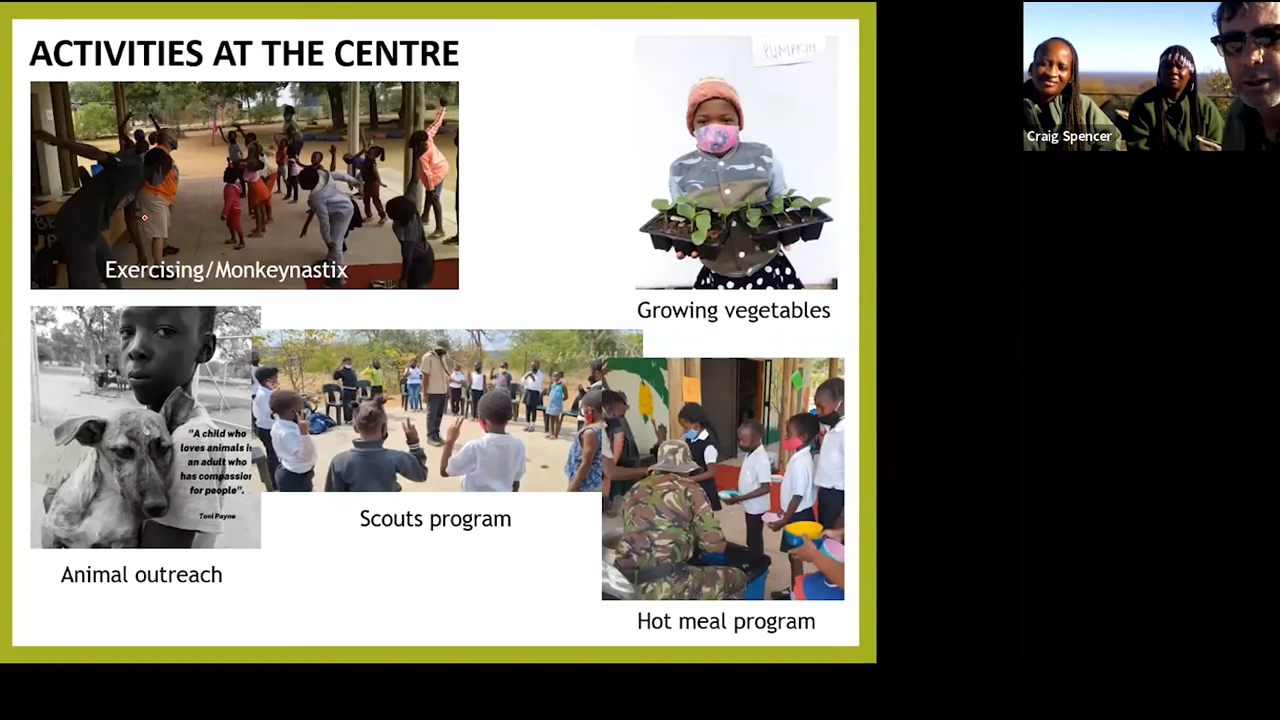 ACTIVITIES AT THE CENTRE
PUMPKIN
Craig Spencer
Exercising/Monkeynastix
Growing vegetables
"A child who
loves animals is
an adult who
has compassion
for people".
Toni Payne
Scouts program
Animal outreach
Hot meal program